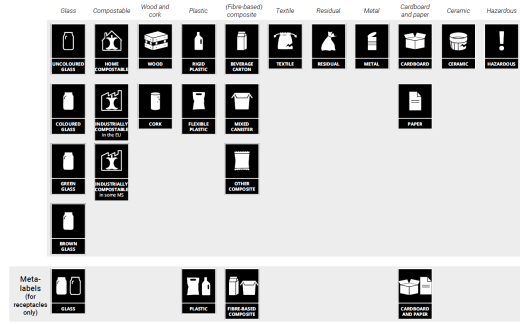 Glass
Compostable
Wood and
cork
Plastic
(Fibre-based)
composite
Textile
Residual
Metal
Cardboard
and paper
Ceramic
Hazardous
UNCOLOURED
GLASS
HOME
COMPOSTABLE
WOOD
RIGID
PLASTIC
BEVERAGE
CARTON
TEXTILE
RESIDUAL
METAL
CARDBOARD
CERAMIC
HAZARDOUS
COLOURED
GLASS
INDUSTRIALLY
COMPOSTABLE
in the EU
CORK
FLEXIBLE
PLASTIC
MIXED
CANISTER
PAPER
GREEN
GLASS
INDUSTRIALLY
COMPOSTABLE
in some MS
OTHER
COMPOSITE
BROWN
GLASS
Meta-
labels
(for
receptacles
only)
GLASS
PLASTIC
FIBRE-BASED
COMPOSITE
CARDBOARD
AND PAPER